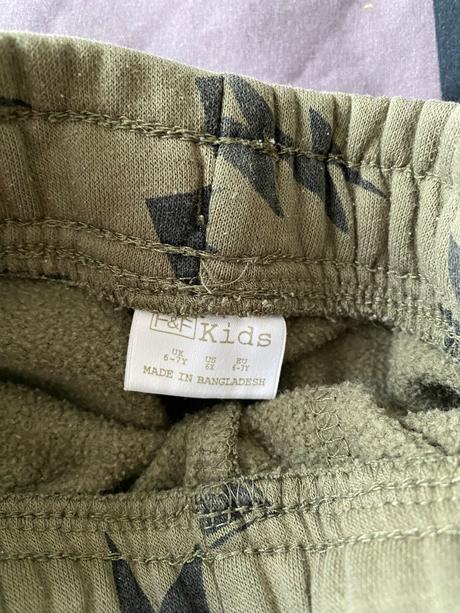 F&F Kids
UK US EU
6-7Y 6X 6-7Y
MADE IN BANGLADESH